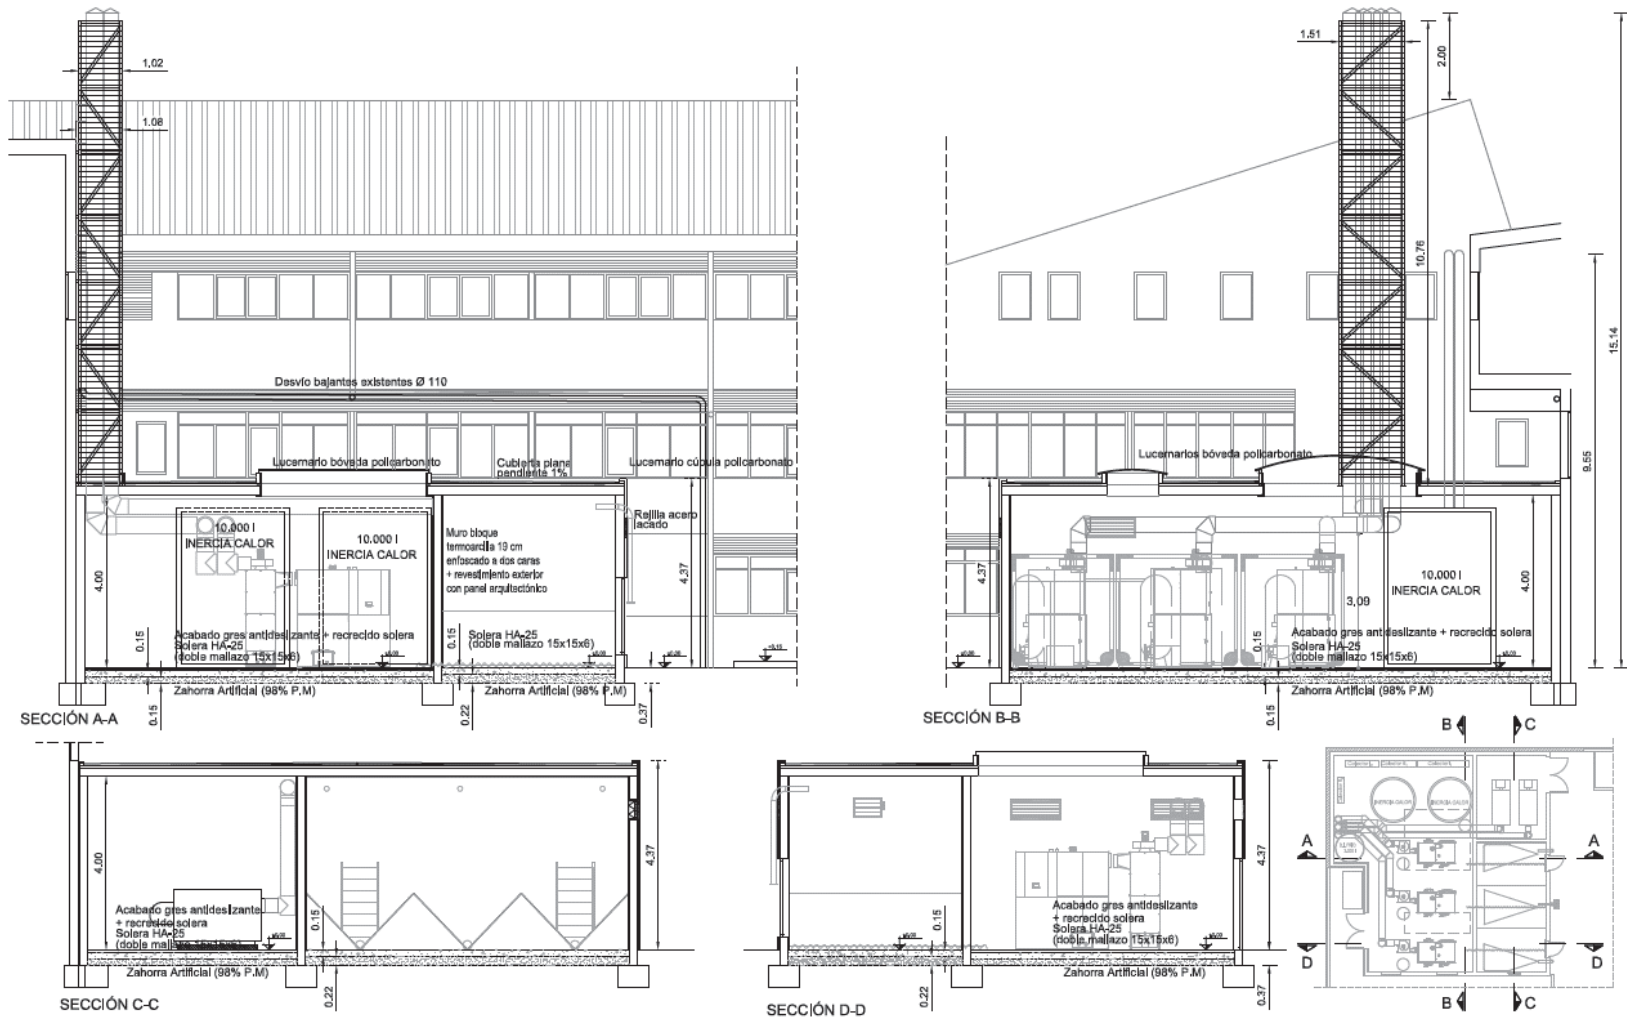 1.02
1.08
Desvío bajantes existentes Ø 110
Lucernario bóveda policarbonato
Cubierta plana
pendiente 1%
Lucernario cúpula policarbonato
10.000 l
INERCIA CALOR
10.000 l
INERCIA CALOR
Muro bloque
termoarcilla 19 cm
enfoscado a dos caras
+ revestimiento exterior
con panel arquitectónico
Rejilla acero
lacado
4.00
4.37
0.15
Acabado gres antideslizante + recrecido solera
Solera HA-25
(doble mallazo 15x15x6)
0.15
Solera HA-25
(doble mallazo 15x15x6)
Zahorra Artificial (98% P.M)
Zahorra Artificial (98% P.M)
0.15
0.22
0.37
SECCIÓN A-A
1.51
2.00
10.76
15.14
9.55
Lucernarios bóveda policarbonato
4.37
3,09
10.000 l
INERCIA CALOR
4.00
0.15
Acabado gres antideslizante + recrecido solera
Solera HA-25
(doble mallazo 15x15x6)
Zahorra Artificial (98% P.M)
0.15
SECCIÓN B-B
4.00
4.37
Acabado gres antideslizante
+ recrecido solera
Solera HA-25
(doble mallazo 15x15x6)
0.15
Zahorra Artificial (98% P.M)
0.22
SECCIÓN C-C
4.37
Acabado gres antideslizante
+ recrecido solera
Solera HA-25
(doble mallazo 15x15x6)
0.15
Zahorra Artificial (98% P.M)
0.22
0.37
SECCIÓN D-D
B
C
INERCIA CALOR
INERCIA CALOR
A
A
D
D
B
C